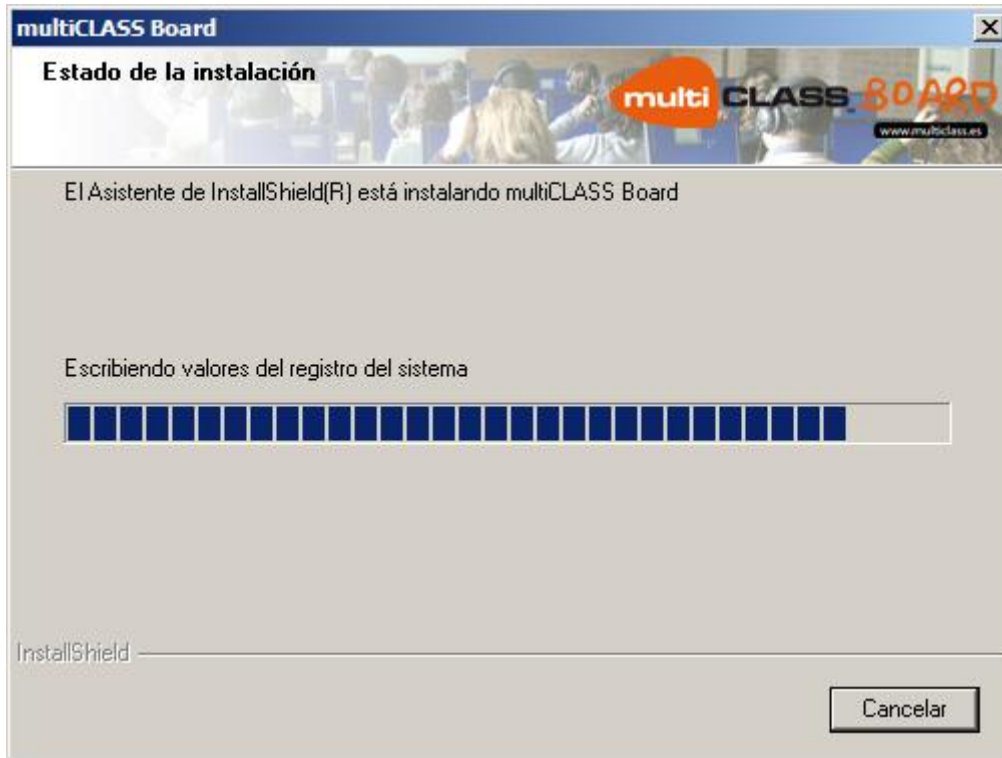 multiCLASS Board
Estado de la instalación
multi CLASS BOARD
www.multiclass.es
El Asistente de InstallShield(R) está instalando multiCLASS Board
Escribiendo valores del registro del sistema
InstallShield
Cancelar